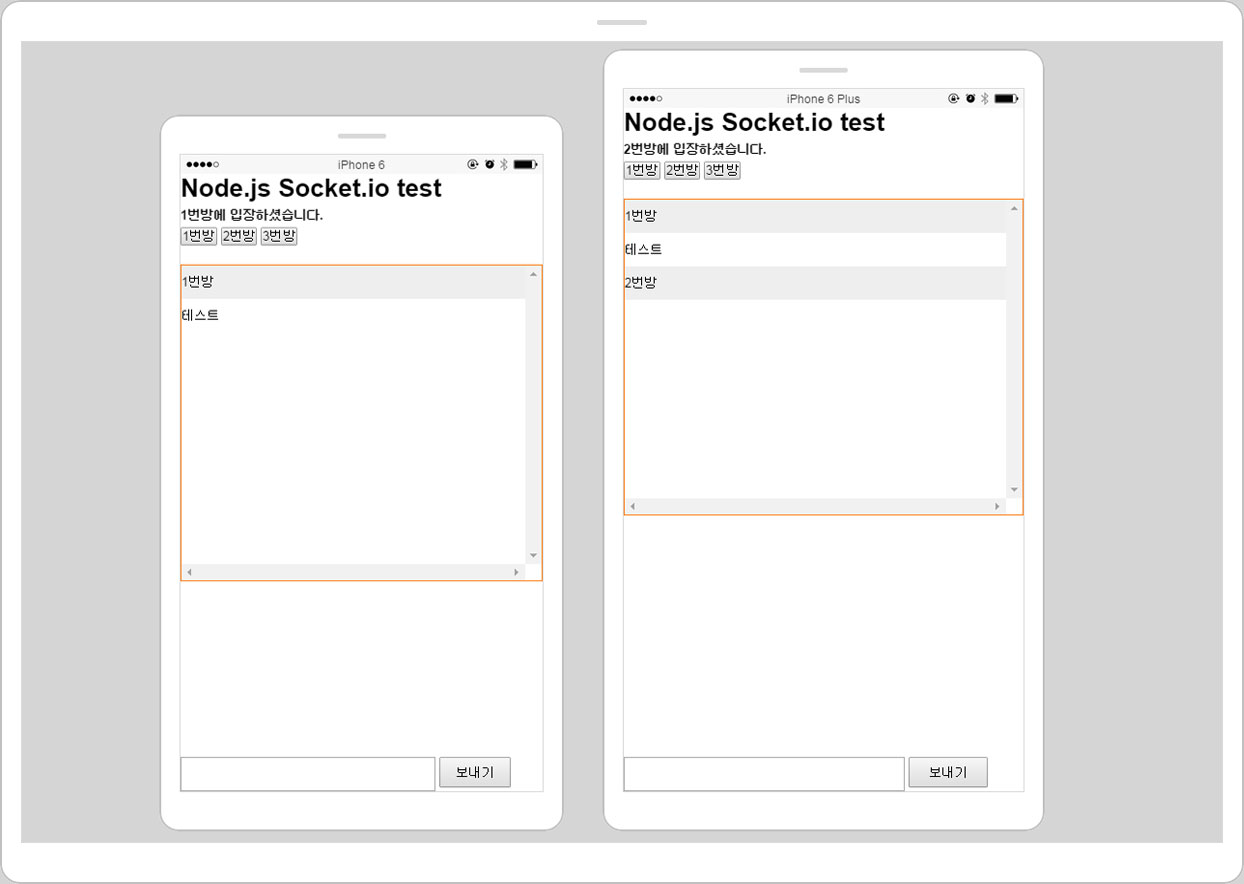 iPhone 6
Node.js Socket.io test
1번방에 입장하셨습니다.
1번방 2번방 3번방
1번방
테스트
보내기
iPhone 6 Plus
Node.js Socket.io test
2번방에 입장하셨습니다.
1번방 2번방 3번방
1번방
테스트
2번방
보내기